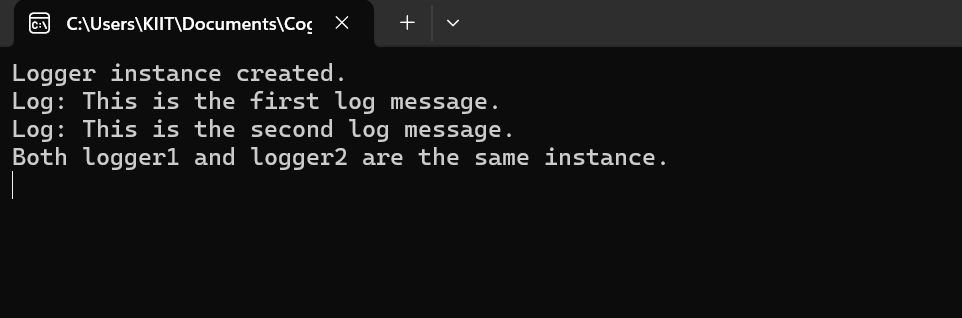 C:\Users\KIIT\Documents\Cog
Logger instance created.
Log: This is the first log message.
Log: This is the second log message.
Both logger1 and logger2 are the same instance.